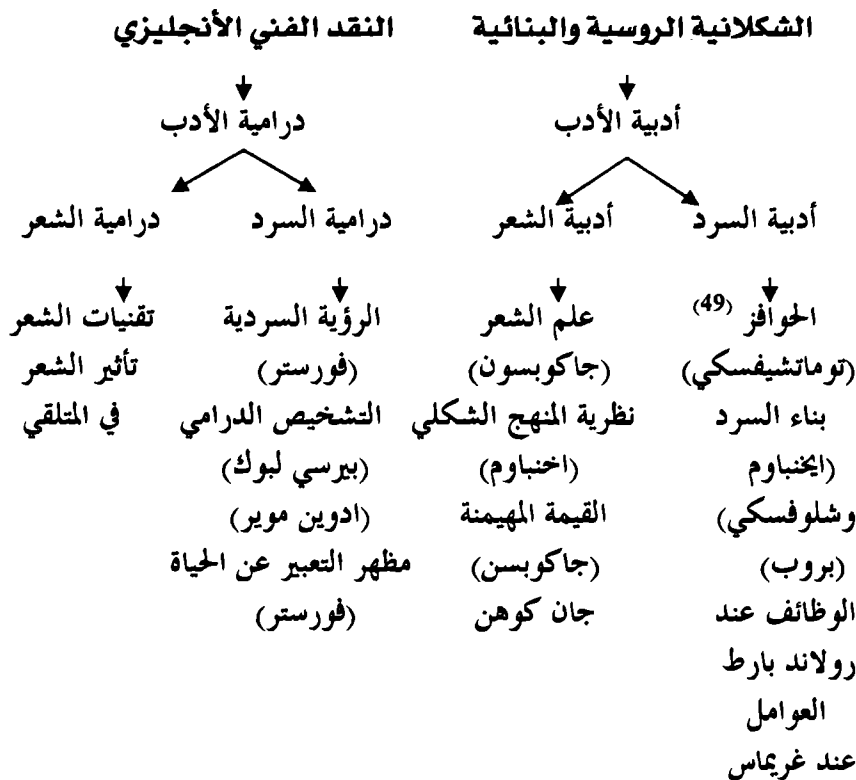 الشكلانية الروسية والبنائية
النقد الفني الأنجليزي
أدبية الأدب
درامية الأدب
أدبية السرد
أدبية الشعر
درامية السرد
درامية الشعر
الحوافز (49)
(توماتشيفسكي)
بناء السرد
(ايخنباوم
وشلوفسكي)
(بروب)
الوظائف عند
رولاند بارط
العوامل
عند غريماس
علم الشعر
(جاكوبسون)
نظرية المنهج الشكلي
(اخنباوم)
القيمة المهيمنة
(جاكوبسن)
جان كوهن
الرؤية السردية
(فورستر)
التشخيص الدرامي
(بيرسي لبوك)
(ادوين موير)
مظهر التعبير عن الحياة
(فورستر)
تقنيات الشعر
تأثير الشعر
في المتلقي